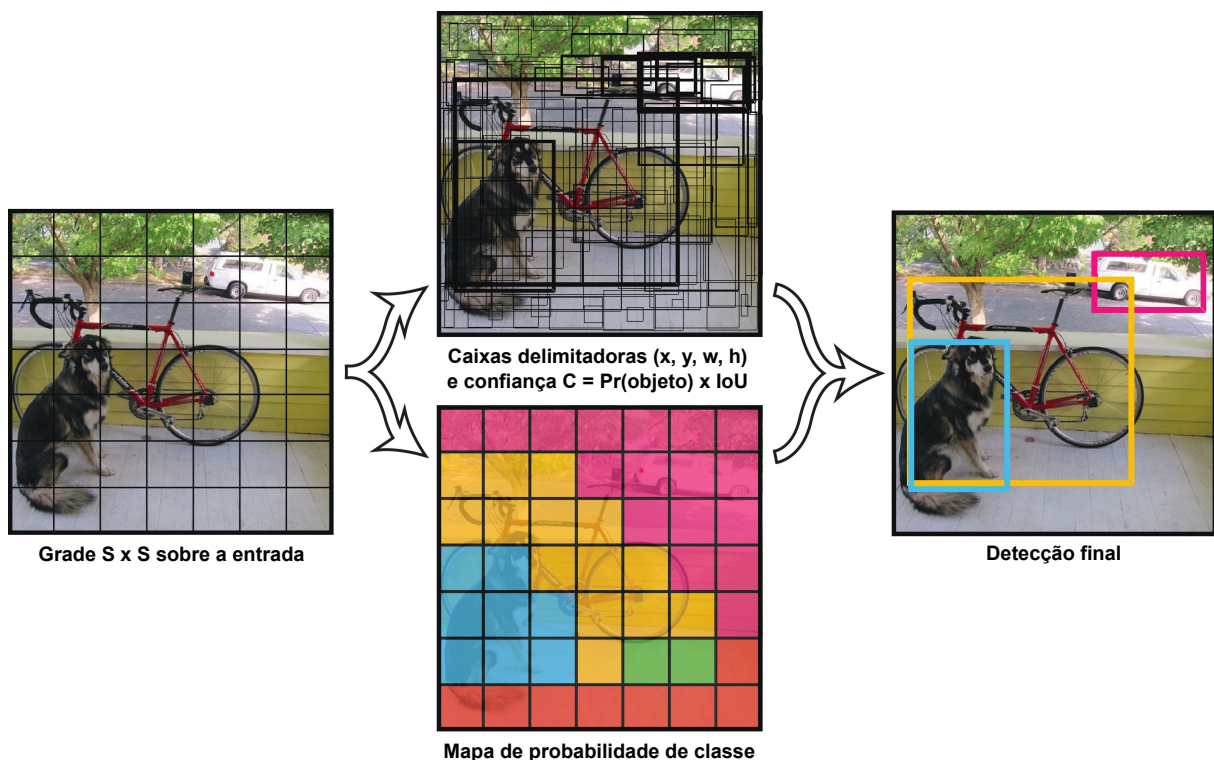 Caixas delimitadoras (x, y, w, h)
e confiança C = Pr(objeto) x IoU
Grade S x S sobre a entrada
Detecção final
Mapa de probabilidade de classe